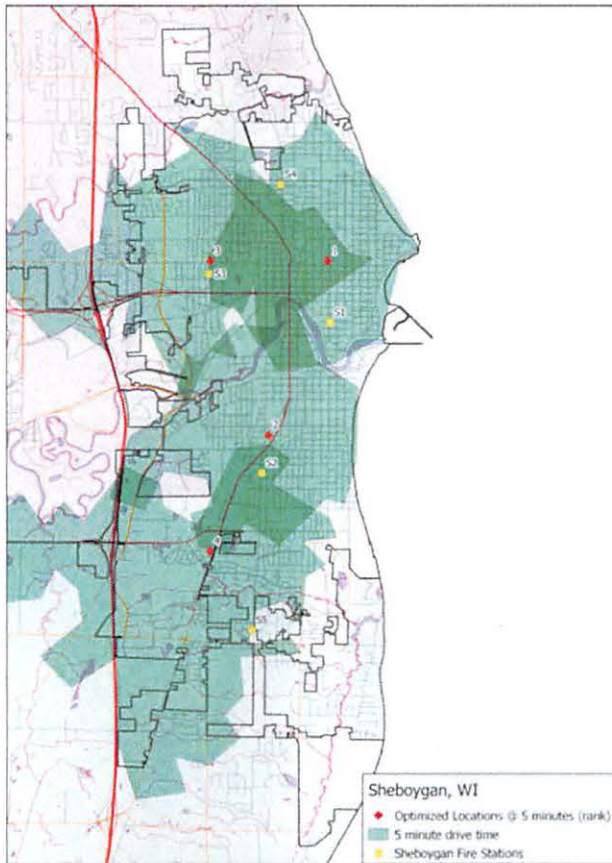 S4
3
1
S3
S1
2
S2
4
S5
Sheboygan, WI
Optimized Locations @ 5 minutes (rank)
5 minute drive time
Sheboygan Fire Stations